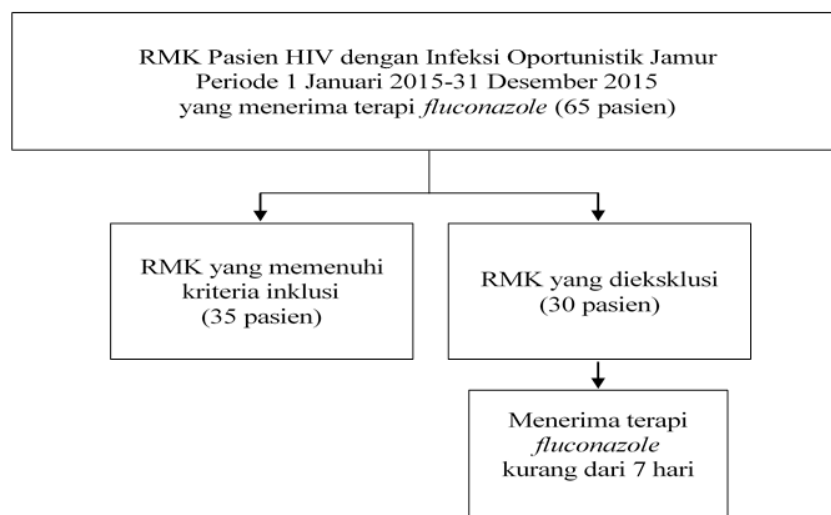 RMK Pasien HIV dengan Infeksi Oportunistik Jamur
Periode 1 Januari 2015-31 Desember 2015
yang menerima terapi fluconazole (65 pasien)
RMK yang memenuhi
kriteria inklusi
(35 pasien)
RMK yang dieksklusi
(30 pasien)
Menerima terapi
fluconazole
kurang dari 7 hari